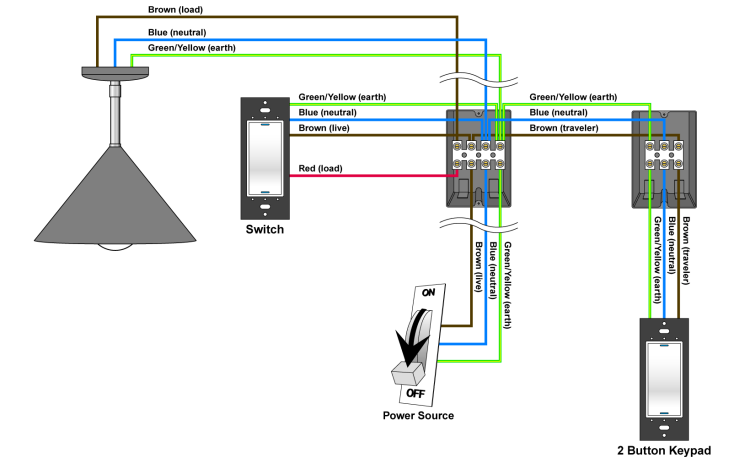 Brown (load)
Blue (neutral)
Green/Yellow (earth)
Green/Yellow (earth)
Blue (neutral)
Brown (live)
Red (load)
Green/Yellow (earth)
Blue (neutral)
Brown (traveler)
Switch
Brown (live)
Blue (neutral)
Green/Yellow (earth)
Green/Yellow (earth)
Blue (neutral)
Brown (traveler)
ON
OFF
Power Source
2 Button Keypad